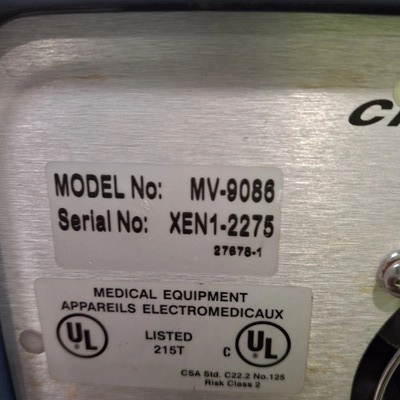 MODEL No: MV-9086
Serial No: XEN1-2275
27678-1
MEDICAL EQUIPMENT
APPAREILS ELECTROMEDICAUX
UL LISTED C UL
215T
CSA Std. C22.2 No.125
Risk Class 2